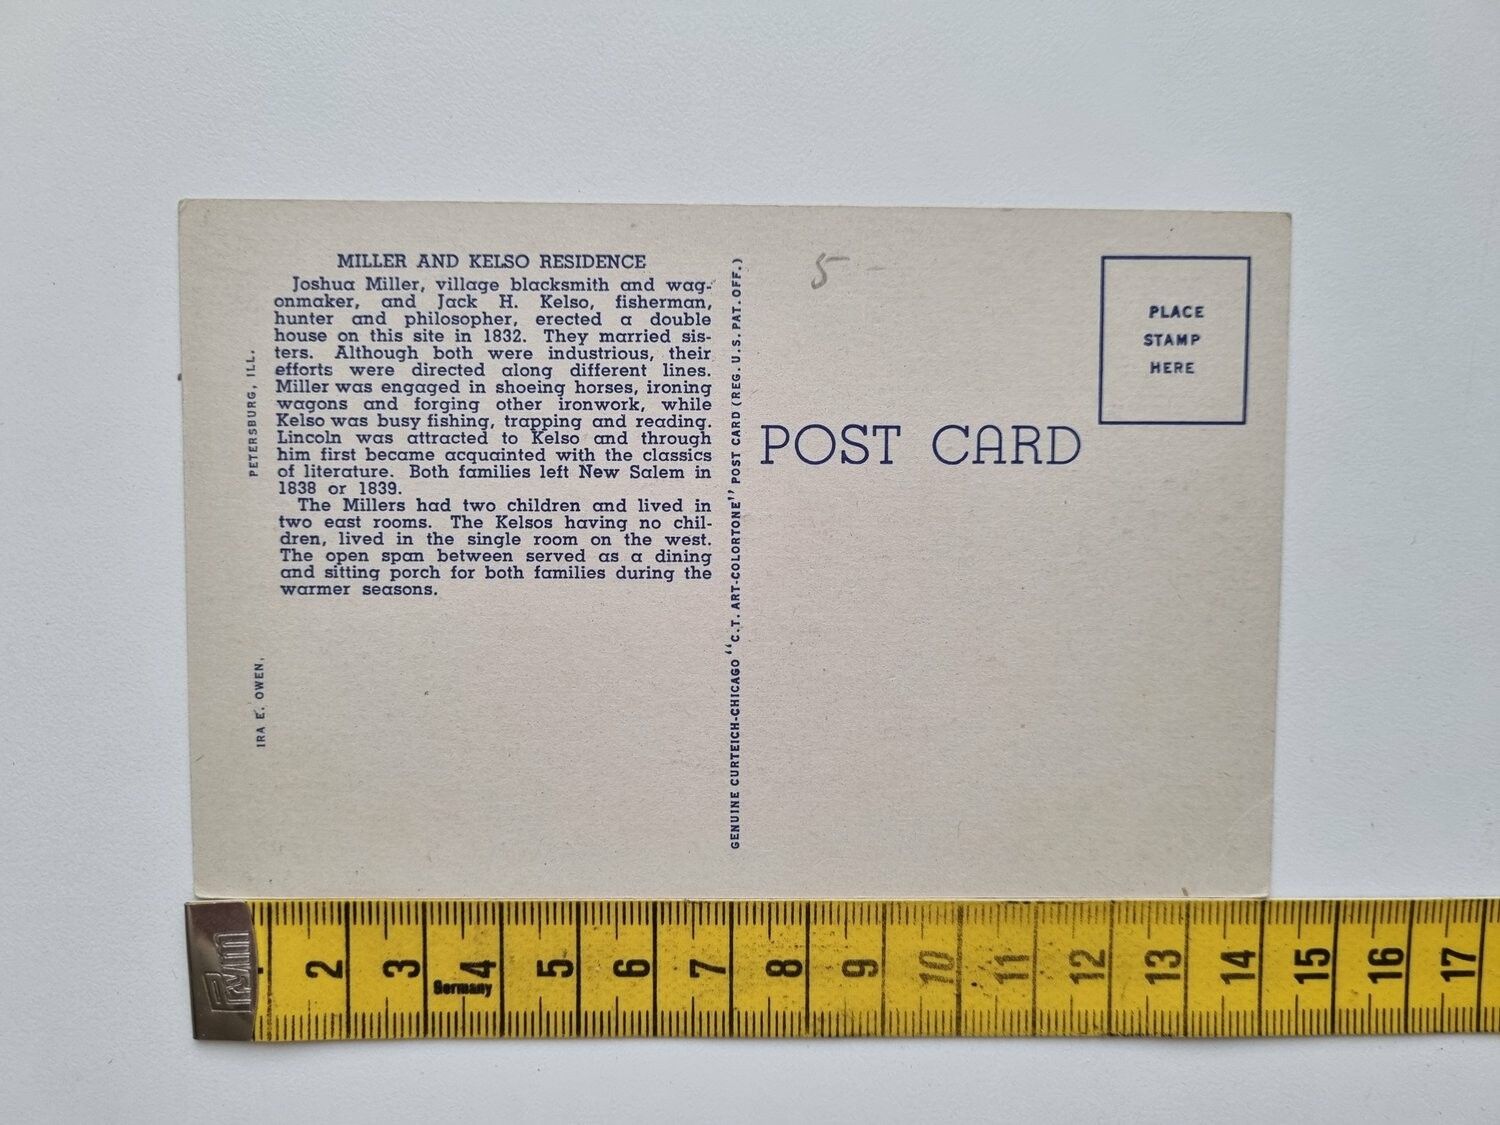 MILLER AND KELSO RESIDENCE
Joshua Miller, village blacksmith and wag-
onmaker, and Jack H. Kelso, fisherman,
hunter and philosopher, erected a double
house on this site in 1832. They married sis-
ters. Although both were industrious, their
efforts were directed along different lines.
Miller was engaged in shoeing horses, ironing
wagons and forging other ironwork, while
Kelso was busy fishing, trapping and reading.
Lincoln was attracted to Kelso and through
him first became acquainted with the classics
of literature. Both families left New Salem in
1838 or 1839.
The Millers had two children and lived in
two east rooms. The Kelsos having no chil-
dren, lived in the single room on the west.
The open span between served as a dining
and sitting porch for both families during the
warmer seasons.
IRA E. OWEN, PETERSBURG, ILL.
GENUINE CURTEICH-CHICAGO "C.T. ART-COLORTONE" POST CARD (REG. U.S. PAT. OFF.)
5-
POST CARD
PLACE
STAMP
HERE
Prym
2 3 4 5 6 7 8 9 10 11 12 13 14 15 16 17
Germany